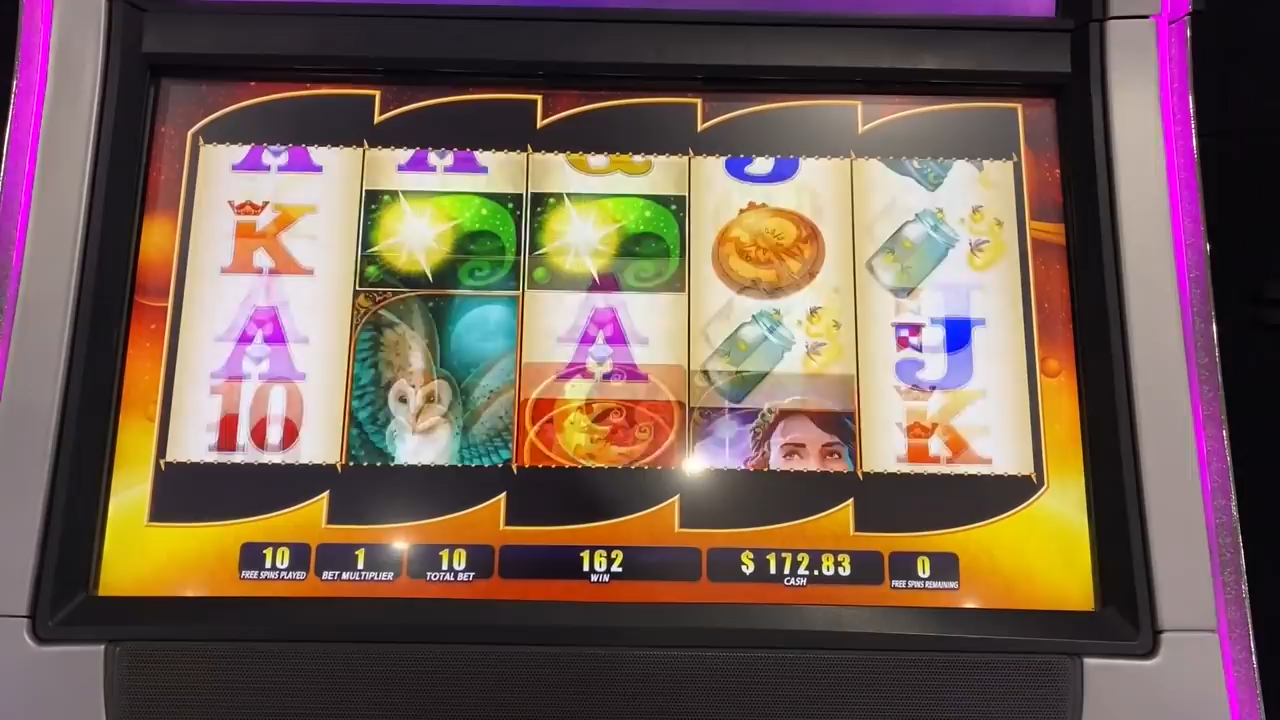 A A Q J
K
A A J
10 K
10 1 10 162 $ 172.83 0
FREE SPINS PLAYED BET MULTIPLIER TOTAL BET WIN CASH FREE SPINS REMAINING